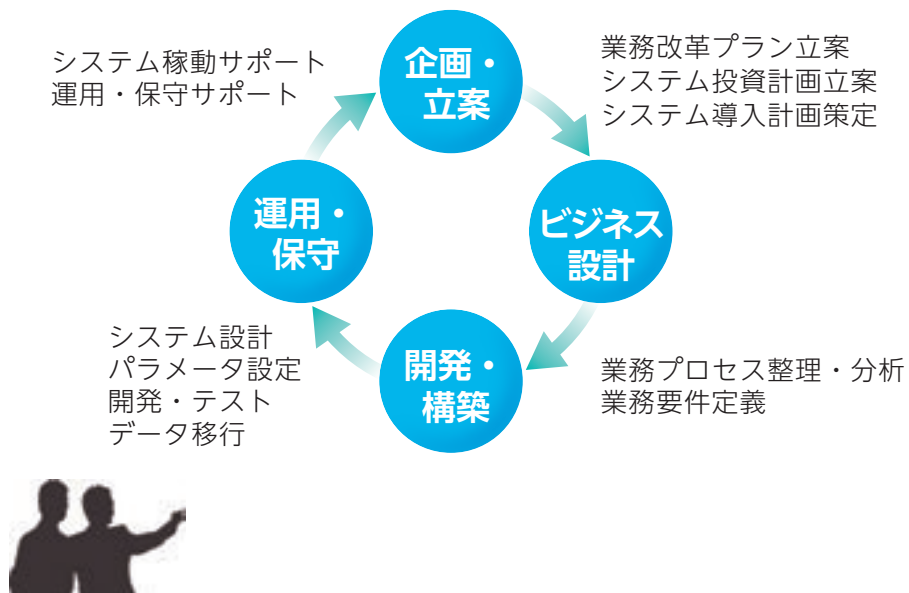 企画・
立案
業務改革プラン立案
システム投資計画立案
システム導入計画策定
ビジネス
設計
業務プロセス整理・分析
業務要件定義
開発・
構築
システム設計
パラメータ設定
開発・テスト
データ移行
運用・
保守
システム稼動サポート
運用・保守サポート